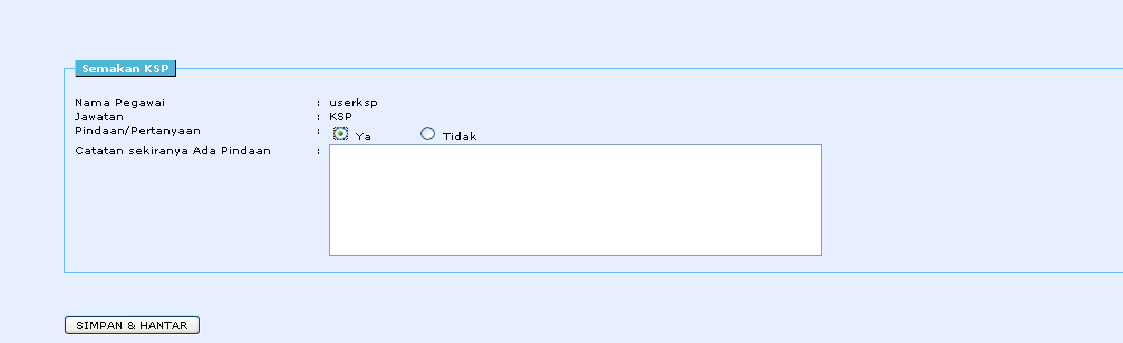 Semakan KSP
Nama Pegawai : userksp
Jawatan : KSP
Pindaan/Pertanyaan : Ya Tidak
Catatan sekiranya Ada Pindaan :
SIMPAN & HANTAR